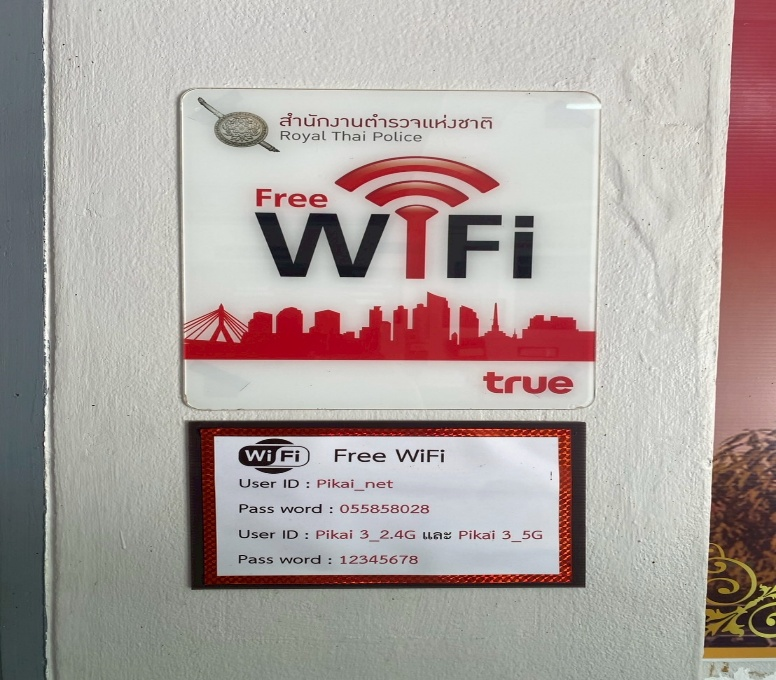 สำนักงานตำรวจแห่งชาติ
Royal Thai Police
Free
WiFi
true
Wi Fi Free WiFi
User ID : Pikai_net
Pass word : 055858028
User ID : Pikai 3_2.4G และ Pikai 3_5G
Pass word : 12345678